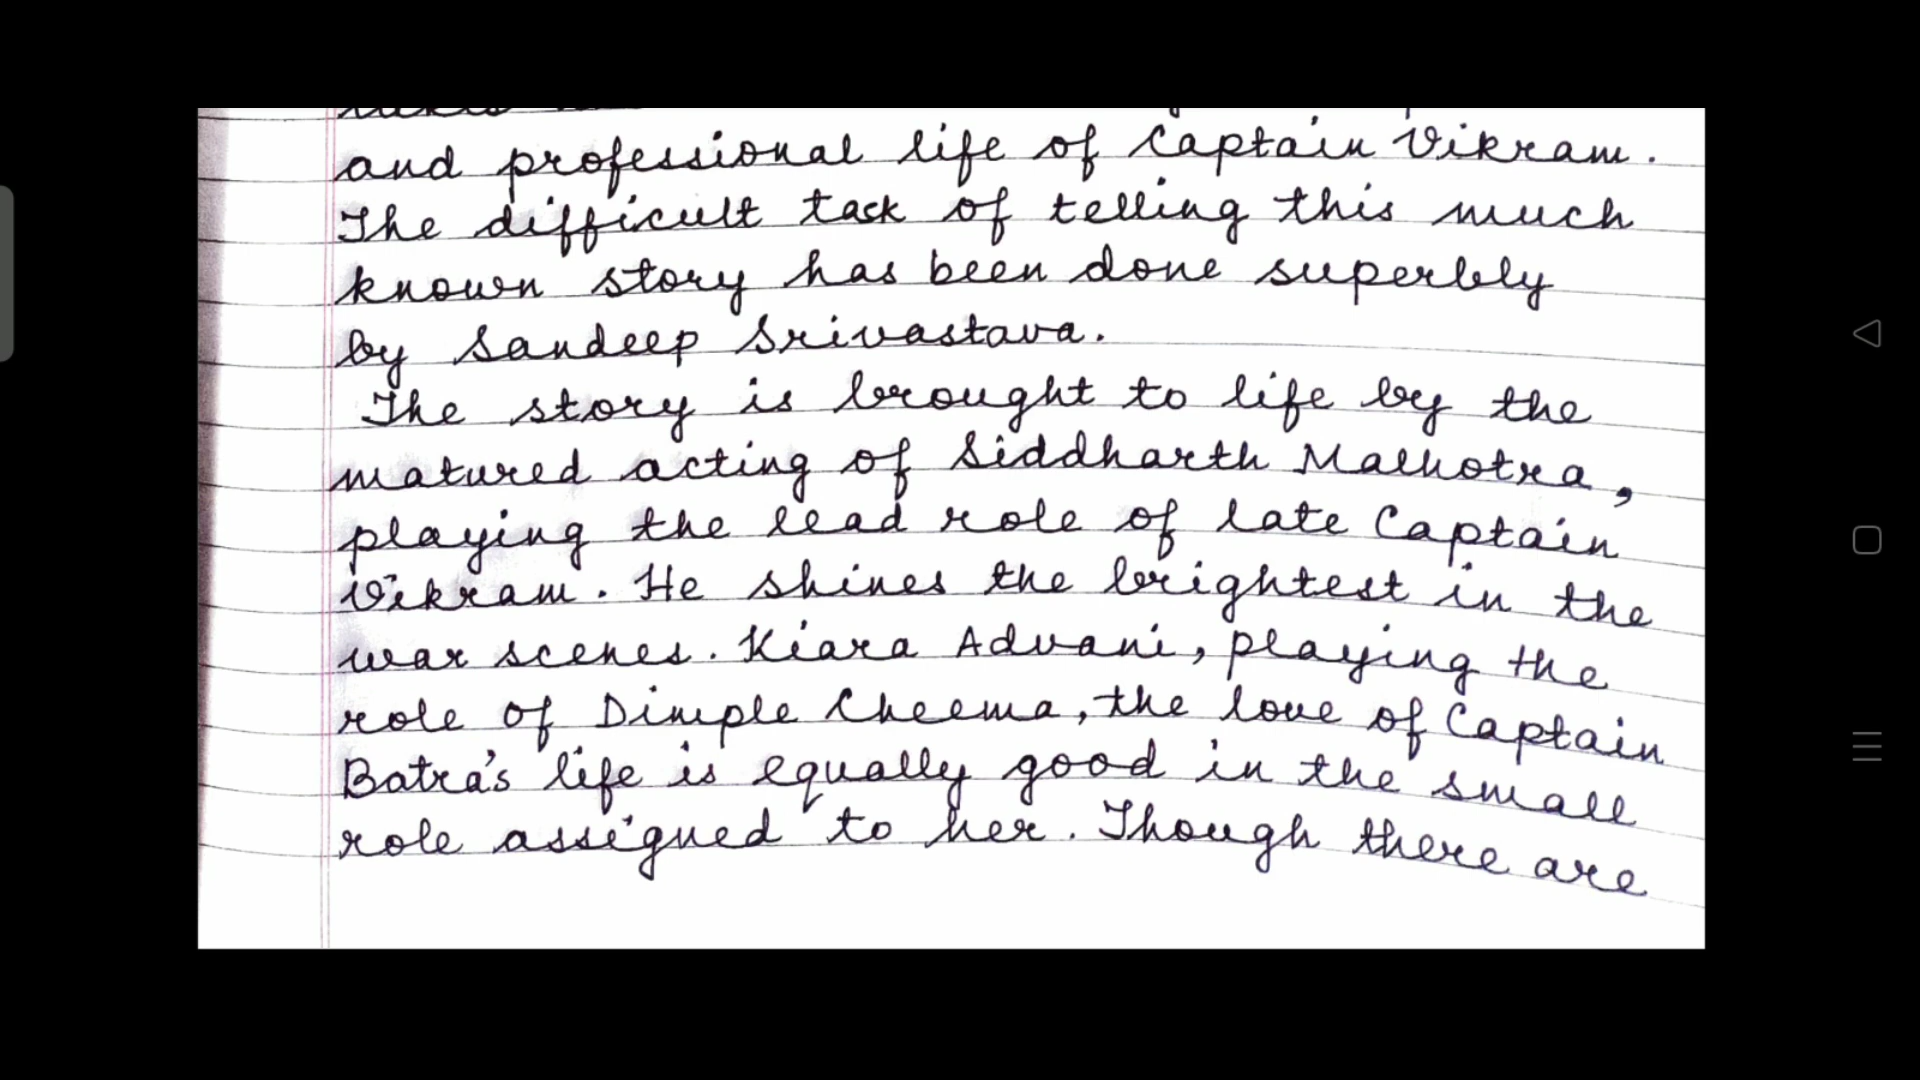 and professional life of Captain Vikram.
The difficult task of telling this much
known story has been done superbly
by Sandeep Srivastava.
The story is brought to life by the
matured acting of Siddharth Malhotra,
playing the lead role of late Captain
Vikram. He shines the brightest in the
war scenes. Kiara Advani, playing the
role of Dimple Cheema, the love of Captain
Batra's life is equally good in the small
role assigned to her. Though there are